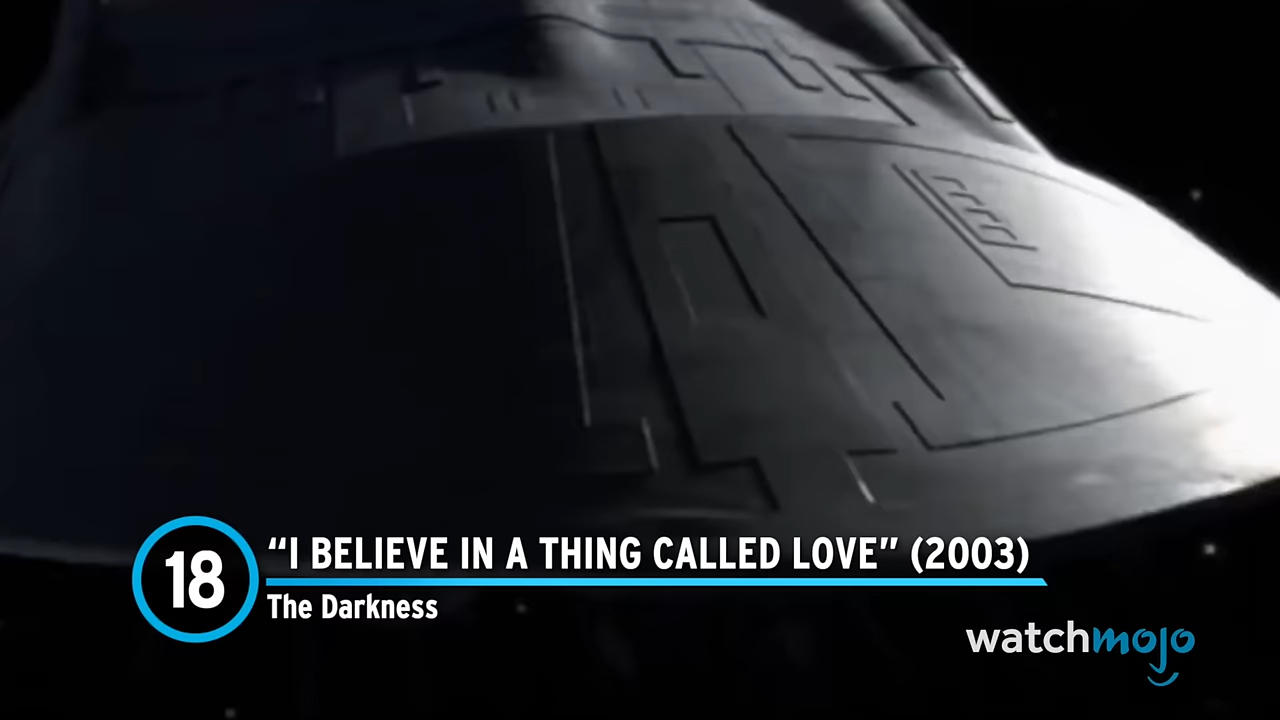 18
“I BELIEVE IN A THING CALLED LOVE” (2003)
The Darkness
watchmojo